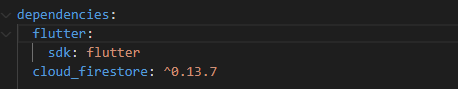 dependencies:
  flutter:
    sdk: flutter
  cloud_firestore: ^0.13.7